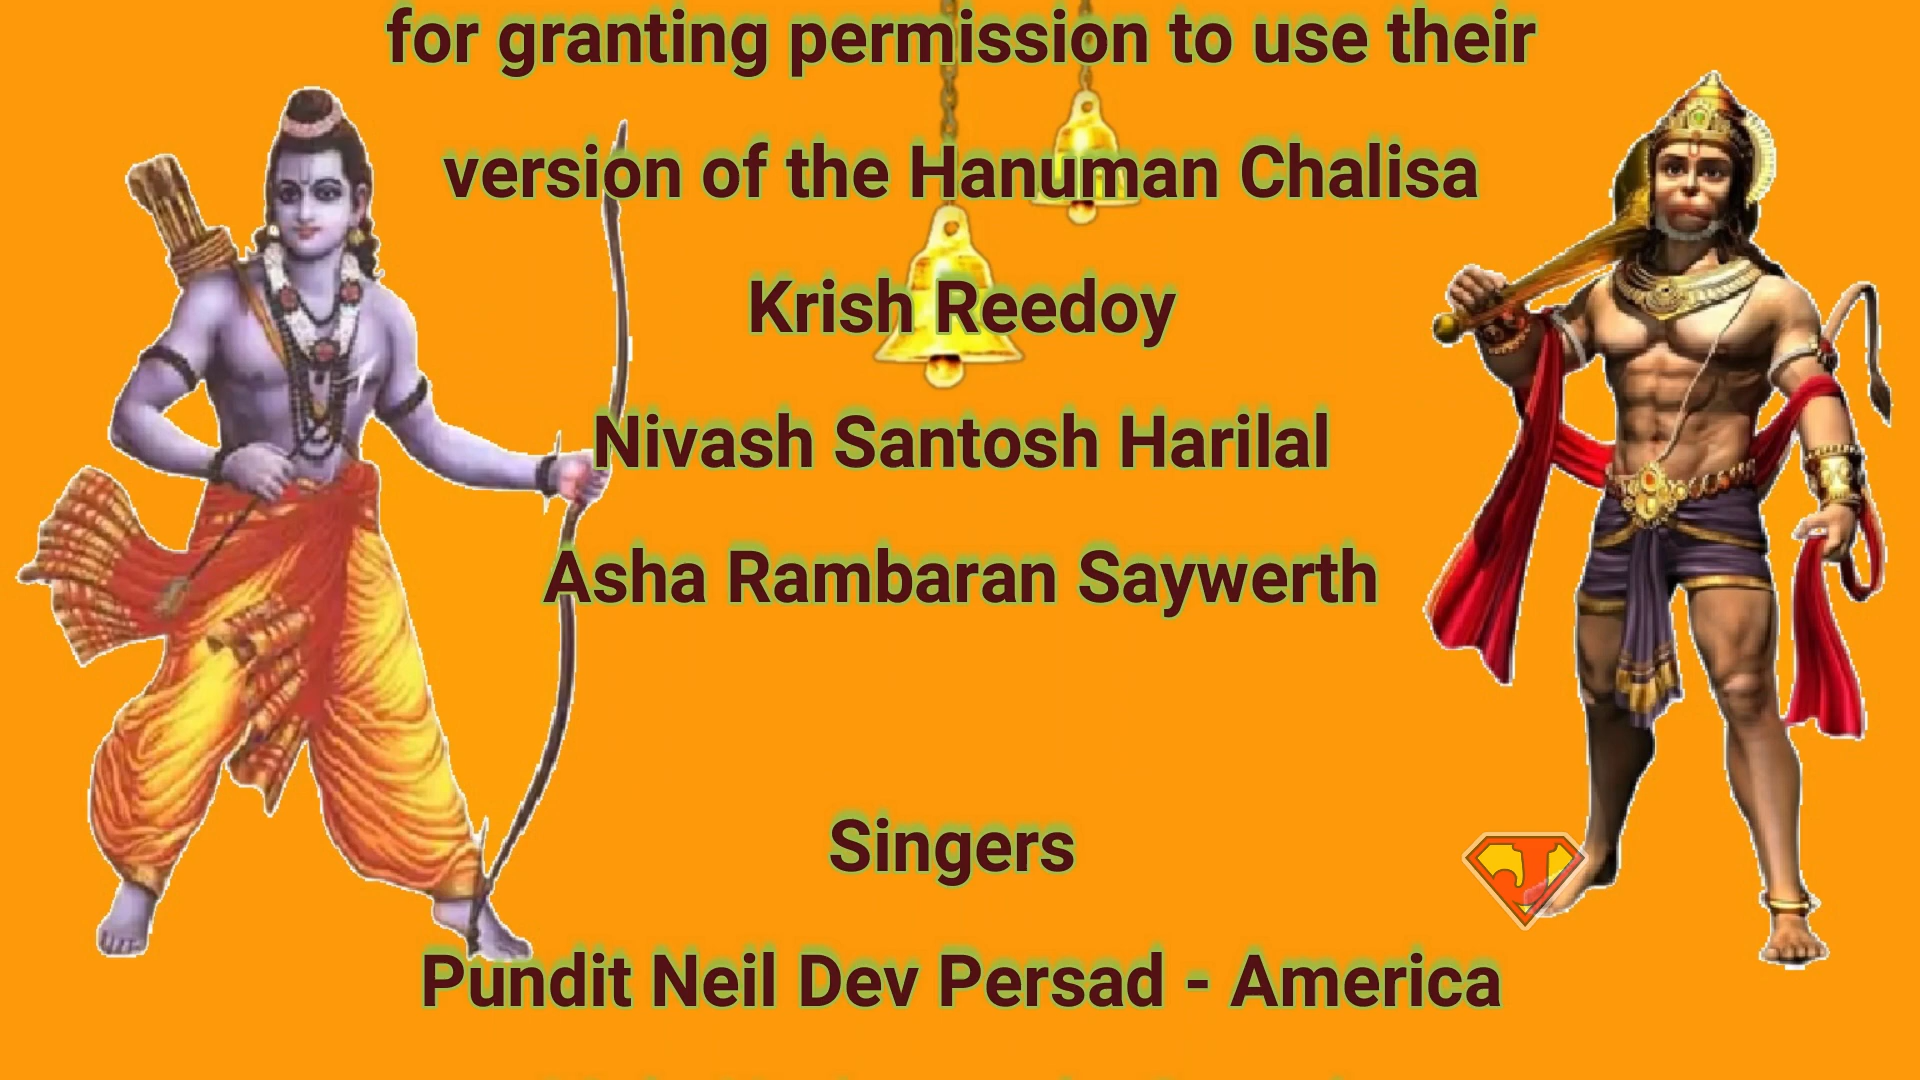 for granting permission to use their
version of the Hanuman Chalisa
Krish Reedoy
Nivash Santosh Harilal
Asha Rambaran Saywerth
Singers
Pundit Neil Dev Persad - America
J